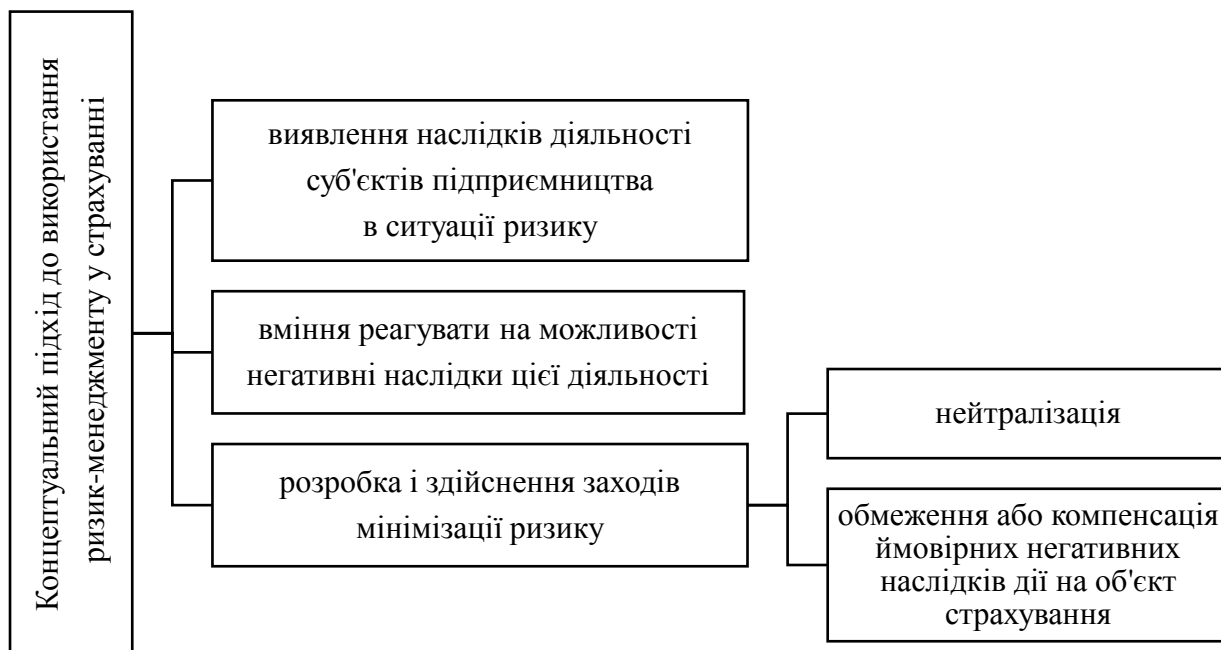 Концептуальний підхід до використання
ризик-менеджменту у страхуванні
виявлення наслідків діяльності
суб'єктів підприємництва
в ситуації ризику
вміння реагувати на можливості
негативні наслідки цієї діяльності
розробка і здійснення заходів
мінімізації ризику
нейтралізація
обмеження або компенсація
ймовірних негативних
наслідків дії на об'єкт
страхування